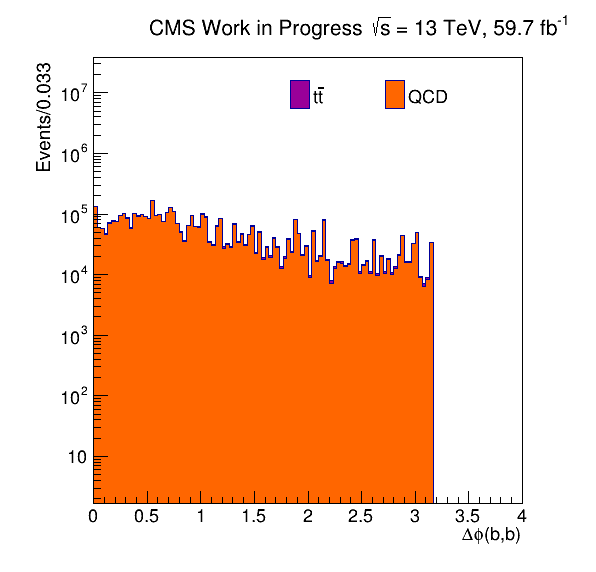 CMS Work in Progress √s = 13 TeV, 59.7 fb⁻¹
Events/0.033
tt̄
QCD
10⁷
10⁶
10⁵
10⁴
10³
10²
10
0 0.5 1 1.5 2 2.5 3 3.5 4
Δϕ(b,b)